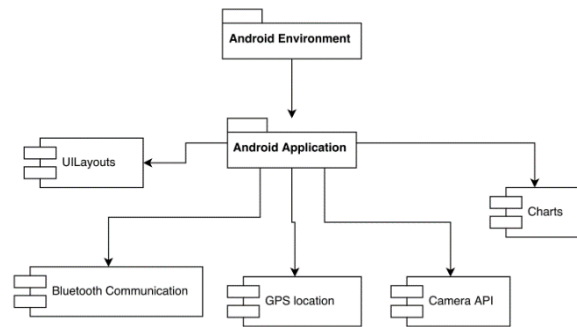 Android Environment
Android Application
UILayouts
Charts
Bluetooth Communication
GPS location
Camera API